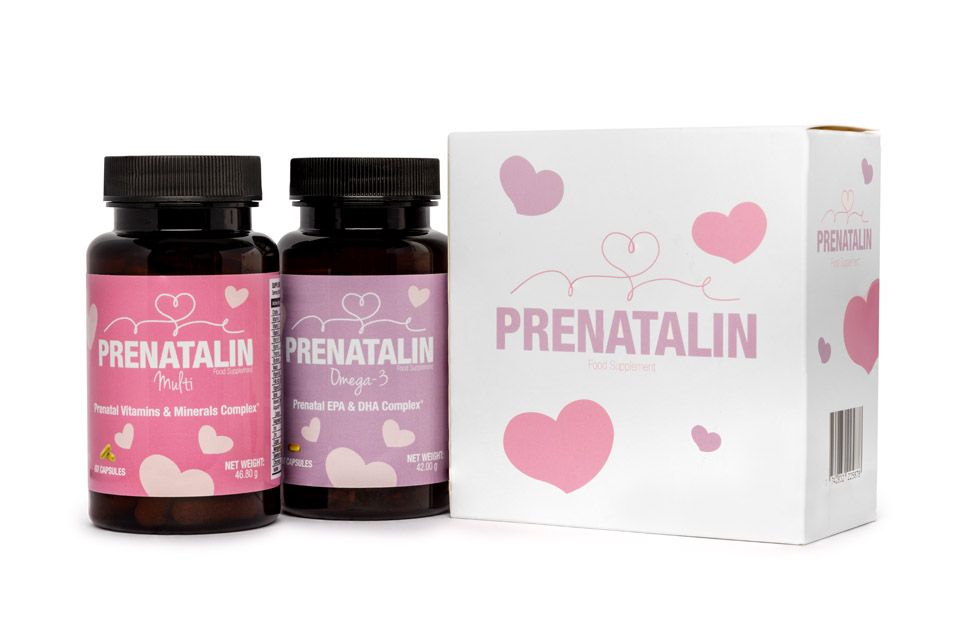 PRENATALIN
Multi
Food Supplement
Prenatal Vitamins & Minerals Complex*
CAPSULES
NET WEIGHT:
46.80 g
PRENATALIN
Food Supplement
Omega-3
Prenatal EPA & DHA Complex*
CAPSULES
NET WEIGHT:
42.00 g
PRENATALIN
Food Supplement
PRENATALIN
Food Supplement